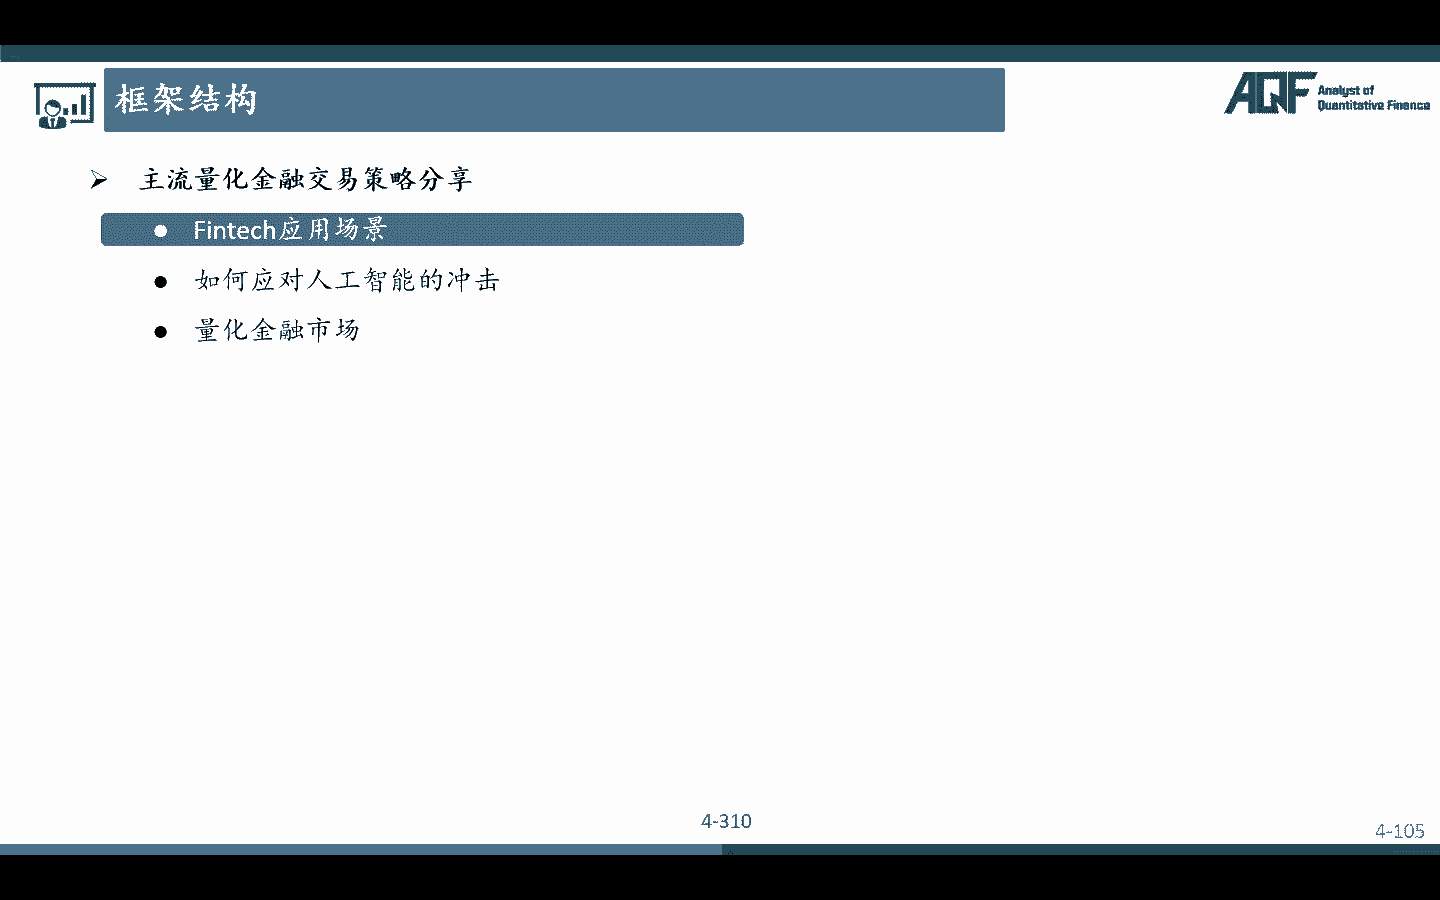 框架结构
AQF Analyst of
Quantitative Finance
➢ 主流量化金融交易策略分享
● Fintech应用场景
● 如何应对人工智能的冲击
● 量化金融市场
4-310
4-105